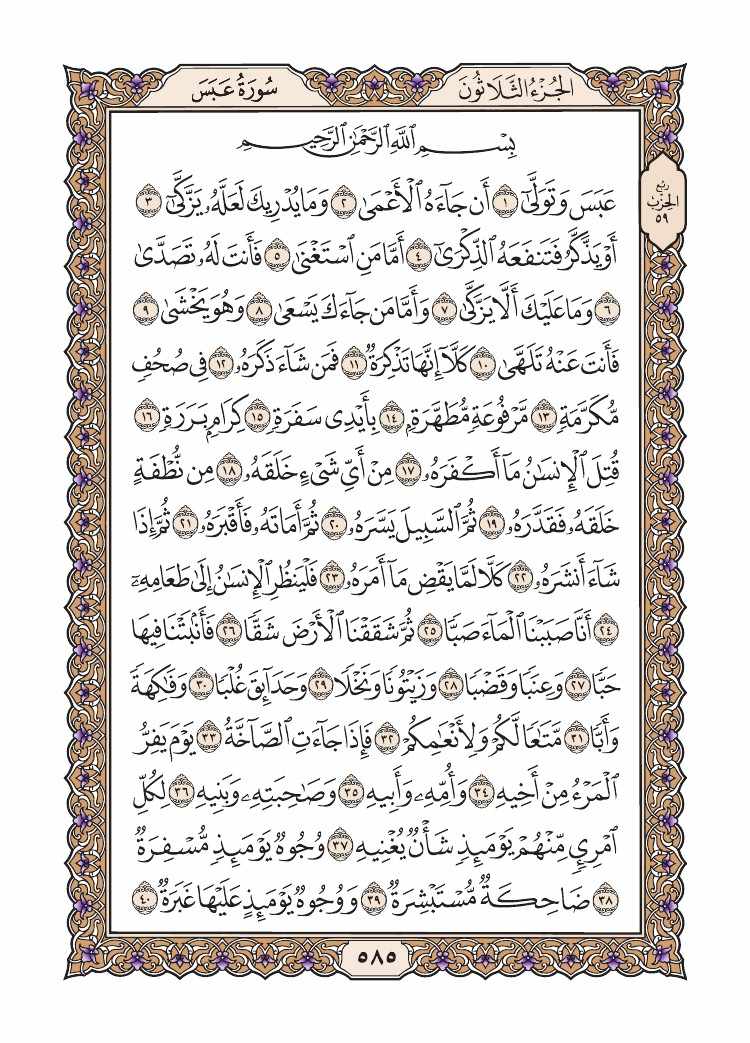 الجُزْءُ الثَّلَاثُونَ
سُورَةُ عَبَسَ
بِسْمِ ٱللَّهِ ٱلرَّحْمَٰنِ ٱلرَّحِيمِ
عَبَسَ وَتَوَلَّىٰٓ ١ أَن جَآءَهُ ٱلْأَعْمَىٰ ٢ وَمَا يُدْرِيكَ لَعَلَّهُۥ يَزَّكَّىٰٓ ٣
أَوْ يَذَّكَّرُ فَتَنفَعَهُ ٱلذِّكْرَىٰٓ ٤ أَمَّا مَنِ ٱسْتَغْنَىٰ ٥ فَأَنتَ لَهُۥ تَصَدَّىٰ
٦ وَمَا عَلَيْكَ أَلَّا يَزَّكَّىٰ ٧ وَأَمَّا مَن جَآءَكَ يَسْعَىٰ ٨ وَهُوَ يَخْشَىٰ ٩
فَأَنتَ عَنْهُ تَلَهَّىٰ ١٠ كَلَّآ إِنَّهَا تَذْكِرَةٌ ١١ فَمَن شَآءَ ذَكَرَهُۥ ١٢ فِى صُحُفٍ
مُّكَرَّمَةٍ ١٣ مَّرْفُوعَةٍ مُّطَهَّرَةٍۭ ١٤ بِأَيْدِى سَفَرَةٍ ١٥ كِرَامٍۭ بَرَرَةٍ ١٦
قُتِلَ ٱلْإِنسَٰنُ مَآ أَكْفَرَهُۥ ١٧ مِنْ أَىِّ شَىْءٍ خَلَقَهُۥ ١٨ مِن نُّطْفَةٍ
خَلَقَهُۥ فَقَدَّرَهُۥ ١٩ ثُمَّ ٱلسَّبِيلَ يَسَّرَهُۥ ٢٠ ثُمَّ أَمَاتَهُۥ فَأَقْبَرَهُۥ ٢١ ثُمَّ إِذَا
شَآءَ أَنشَرَهُۥ ٢٢ كَلَّا لَمَّا يَقْضِ مَآ أَمَرَهُۥ ٢٣ فَلْيَنظُرِ ٱلْإِنسَٰنُ إِلَىٰ طَعَامِهِۦٓ
٢٤ أَنَّا صَبَبْنَا ٱلْمَآءَ صَبًّا ٢٥ ثُمَّ شَقَقْنَا ٱلْأَرْضَ شَقًّا ٢٦ فَأَنۢبَتْنَا فِيهَا
حَبًّا ٢٧ وَعِنَبًا وَقَضْبًا ٢٨ وَزَيْتُونًا وَنَخْلًا ٢٩ وَحَدَآئِقَ غُلْبًا ٣٠ وَفَٰكِهَةً
وَأَبًّا ٣١ مَّتَٰعًا لَّكُمْ وَلِأَنْعَٰمِكُمْ ٣٢ فَإِذَا جَآءَتِ ٱلصَّآخَّةُ ٣٣ يَوْمَ يَفِرُّ
ٱلْمَرْءُ مِنْ أَخِيهِ ٣٤ وَأُمِّهِۦ وَأَبِيهِ ٣٥ وَصَٰحِبَتِهِۦ وَبَنِيهِ ٣٦ لِكُلِّ
ٱمْرِئٍ مِّنْهُمْ يَوْمَئِذٍ شَأْنٌ يُغْنِيهِ ٣٧ وُجُوهٌ يَوْمَئِذٍ مُّسْفِرَةٌ
٣٨ ضَاحِكَةٌ مُّسْتَبْشِرَةٌ ٣٩ وَوُجُوهٌ يَوْمَئِذٍ عَلَيْهَا غَبَرَةٌ ٤٠
رُبع
الحِزْب
٥٩
٥٨٥